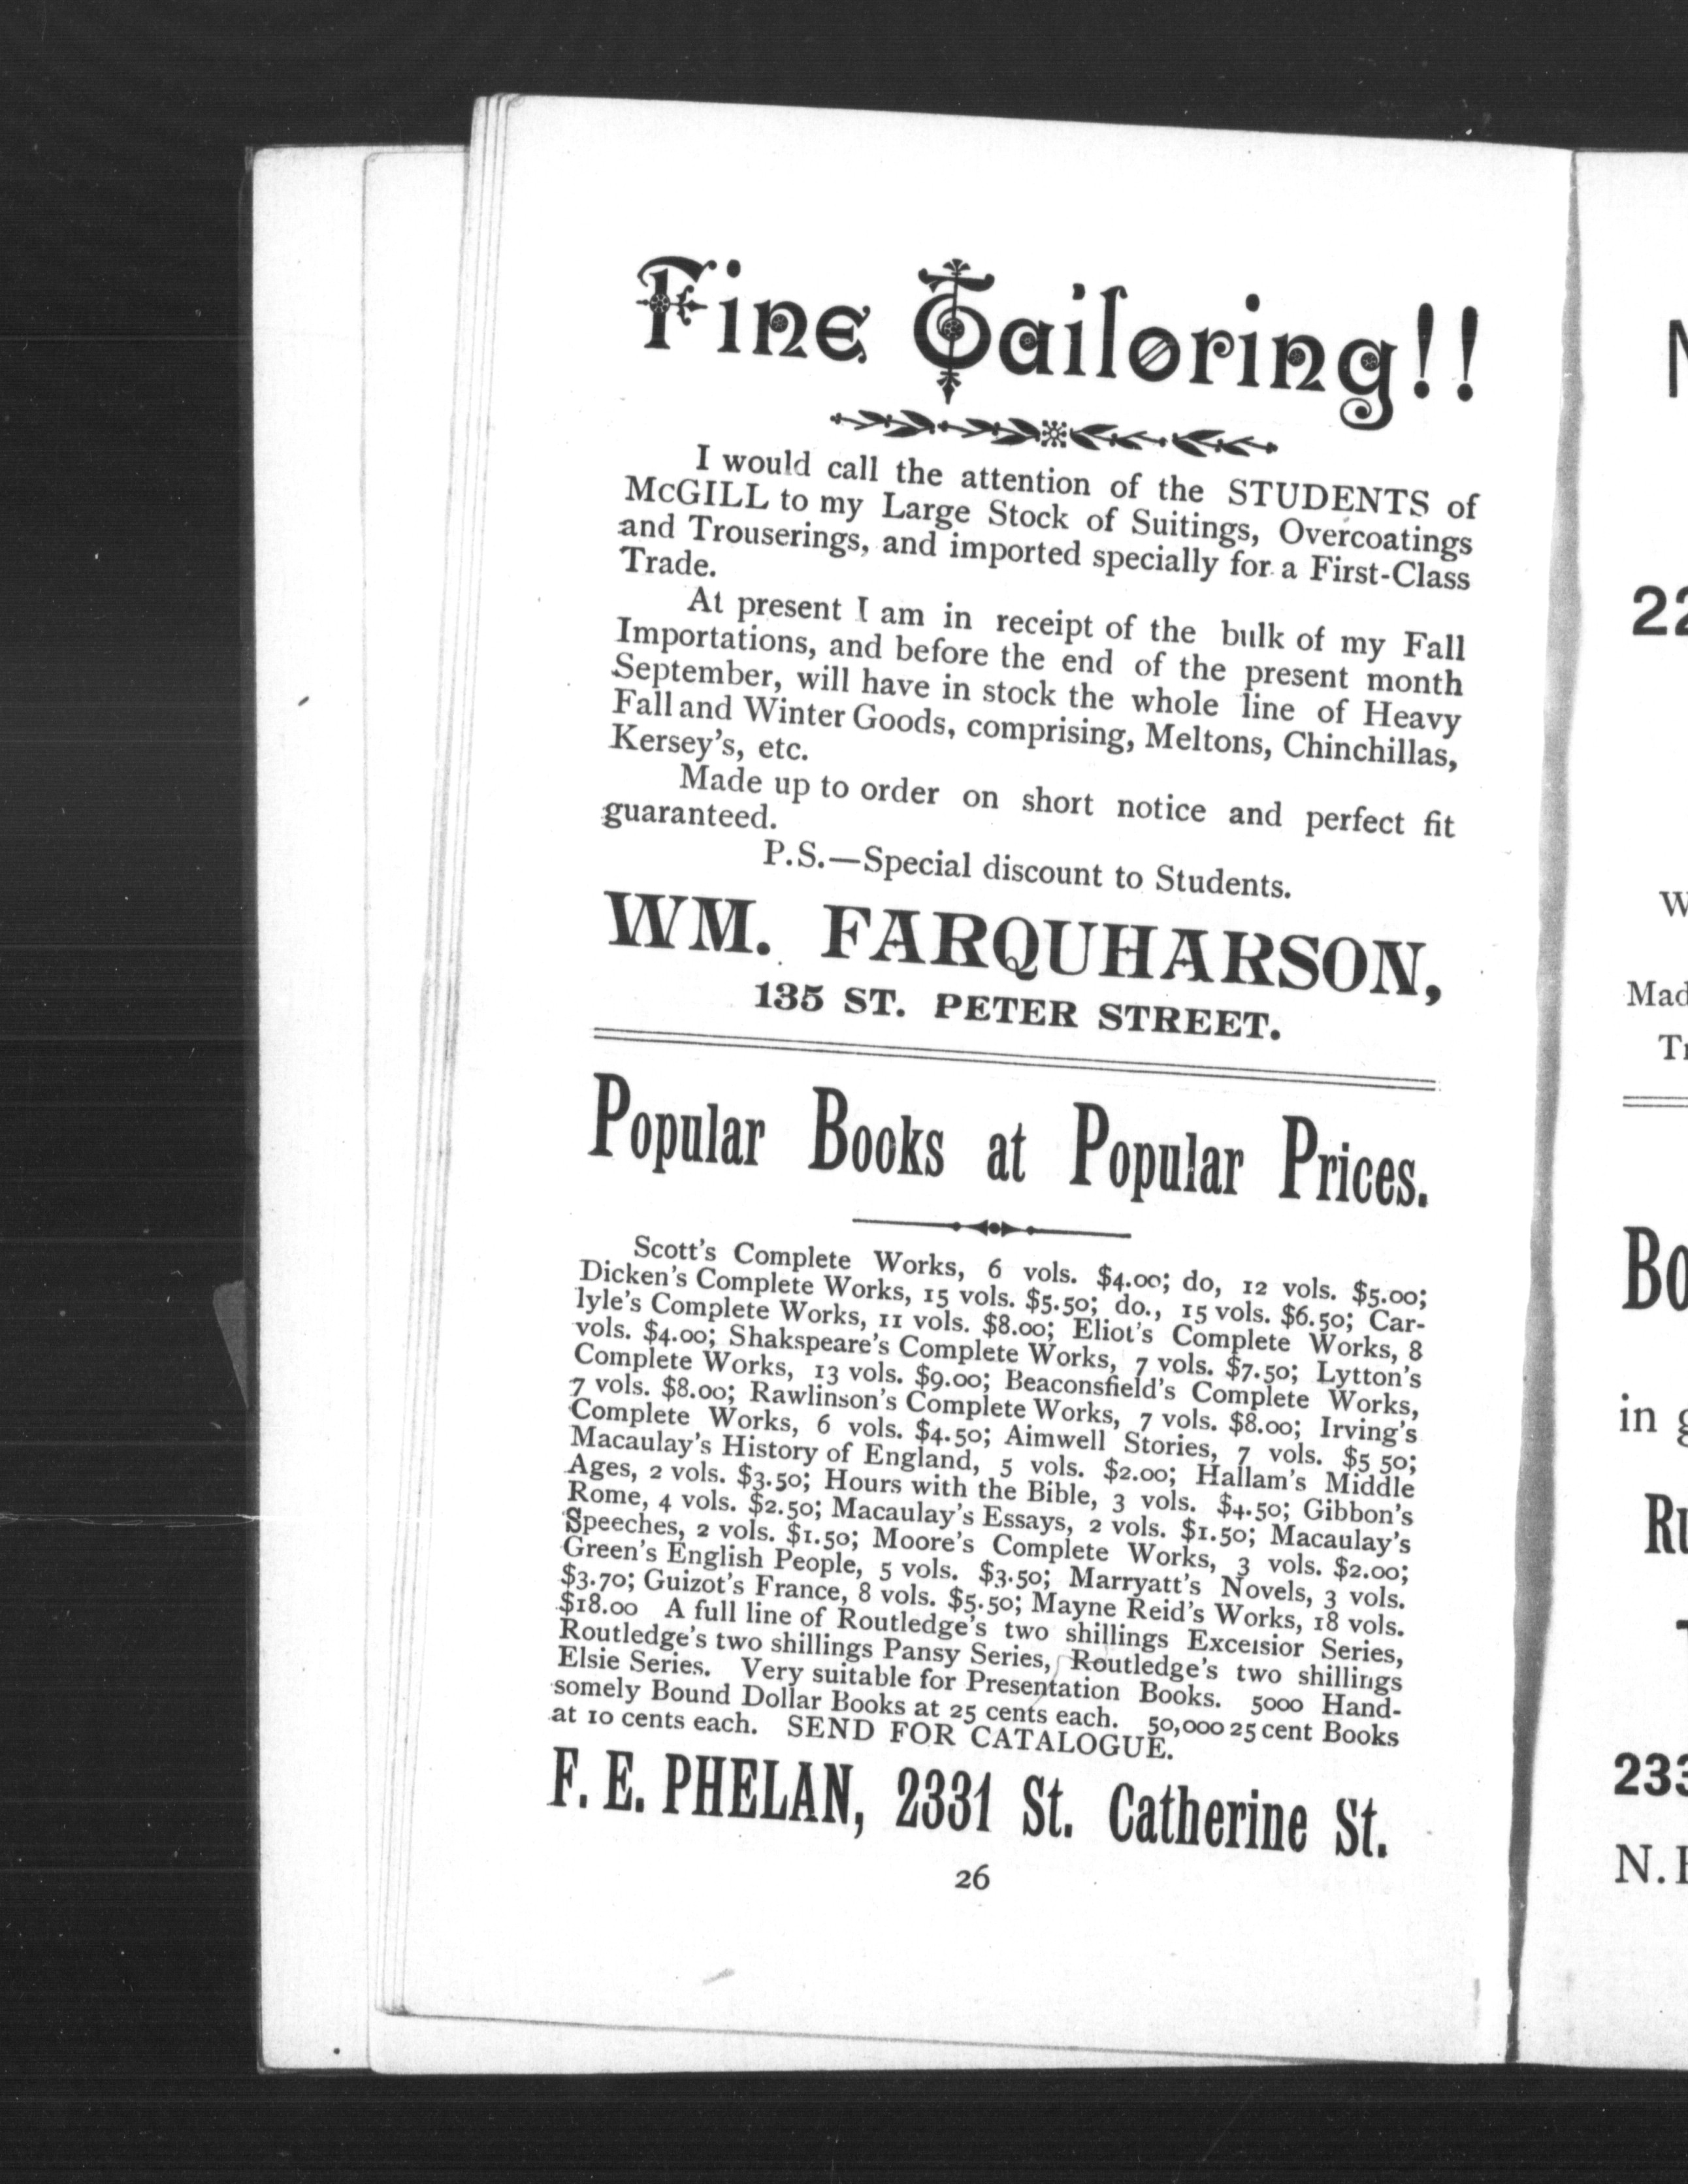 Fine Tailoring!!
I would call the attention of the STUDENTS of
McGILL to my Large Stock of Suitings, Overcoatings
and Trouserings, and imported specially for a First-Class
Trade.
At present I am in receipt of the bulk of my Fall
Importations, and before the end of the present month
September, will have in stock the whole line of Heavy
Fall and Winter Goods, comprising, Meltons, Chinchillas,
Kersey's, etc.
Made up to order on short notice and perfect fit
guaranteed.
P.S.—Special discount to Students.
WM. FARQUHARSON,
135 ST. PETER STREET.
Popular Books at Popular Prices.
Scott's Complete Works, 6 vols. $4.00; do, 12 vols. $5.00;
Dicken's Complete Works, 15 vols. $5.50; do., 15 vols. $6.50; Car-
lyle's Complete Works, 11 vols. $8.00; Eliot's Complete Works, 8
vols. $4.00; Shakspeare's Complete Works, 7 vols. $7.50; Lytton's
Complete Works, 13 vols. $9.00; Beaconsfield's Complete Works,
7 vols. $8.00; Rawlinson's Complete Works, 7 vols. $8.00; Irving's
Complete Works, 6 vols. $4.50; Aimwell Stories, 7 vols. $5 50;
Macaulay's History of England, 5 vols. $2.00; Hallam's Middle
Ages, 2 vols. $3.50; Hours with the Bible, 3 vols. $4.50; Gibbon's
Rome, 4 vols. $2.50; Macaulay's Essays, 2 vols. $1.50; Macaulay's
Speeches, 2 vols. $1.50; Moore's Complete Works, 3 vols. $2.00;
Green's English People, 5 vols. $3.50; Marryatt's Novels, 3 vols.
$3.70; Guizot's France, 8 vols. $5.50; Mayne Reid's Works, 18 vols.
$18.00 A full line of Routledge's two shillings Excelsior Series,
Routledge's two shillings Pansy Series, Routledge's two shillings
Elsie Series. Very suitable for Presentation Books. 5000 Hand-
somely Bound Dollar Books at 25 cents each. 50,000 25 cent Books
at 10 cents each. SEND FOR CATALOGUE.
F. E. PHELAN, 2331 St. Catherine St.
26
in